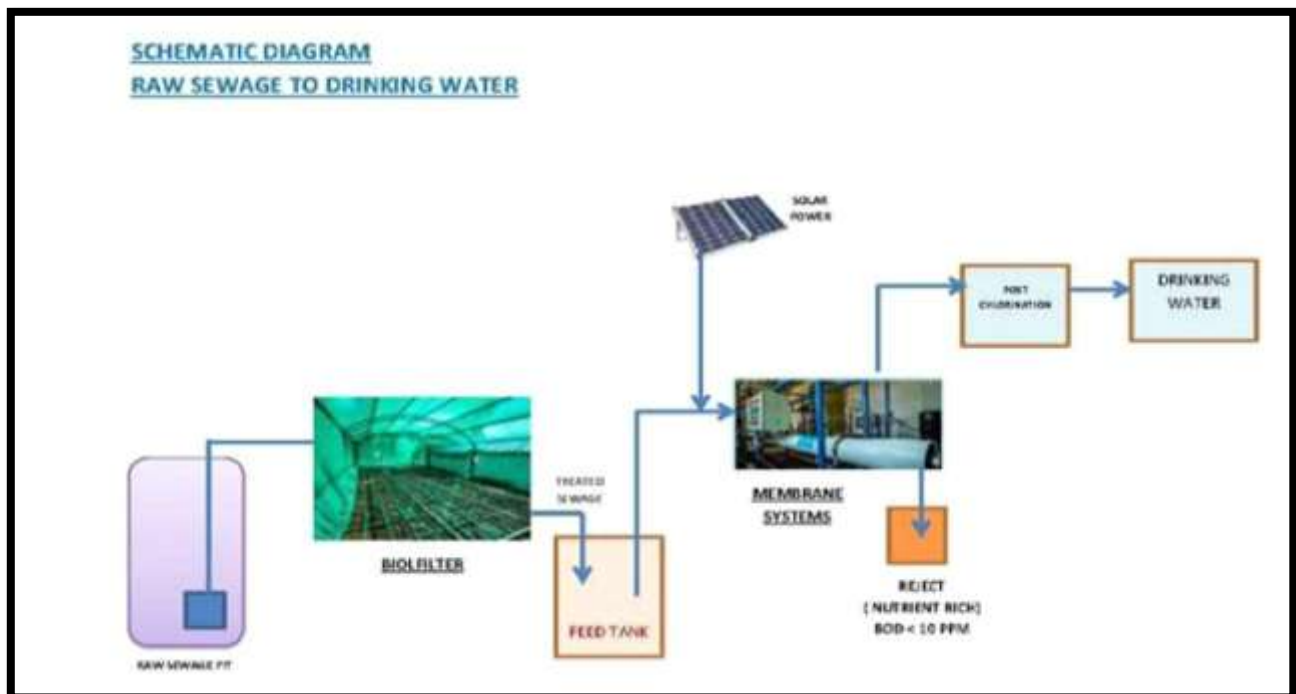 SCHEMATIC DIAGRAM
RAW SEWAGE TO DRINKING WATER
SOLAR
POWER
POST
CHLORINATION
DRINKING
WATER
TREATED
SEWAGE
MEMBRANE
SYSTEMS
BIOLFILTER
REJECT
( NUTRIENT RICH)
BOD < 10 PPM
FEED TANK
RAW SEWAGE PIT